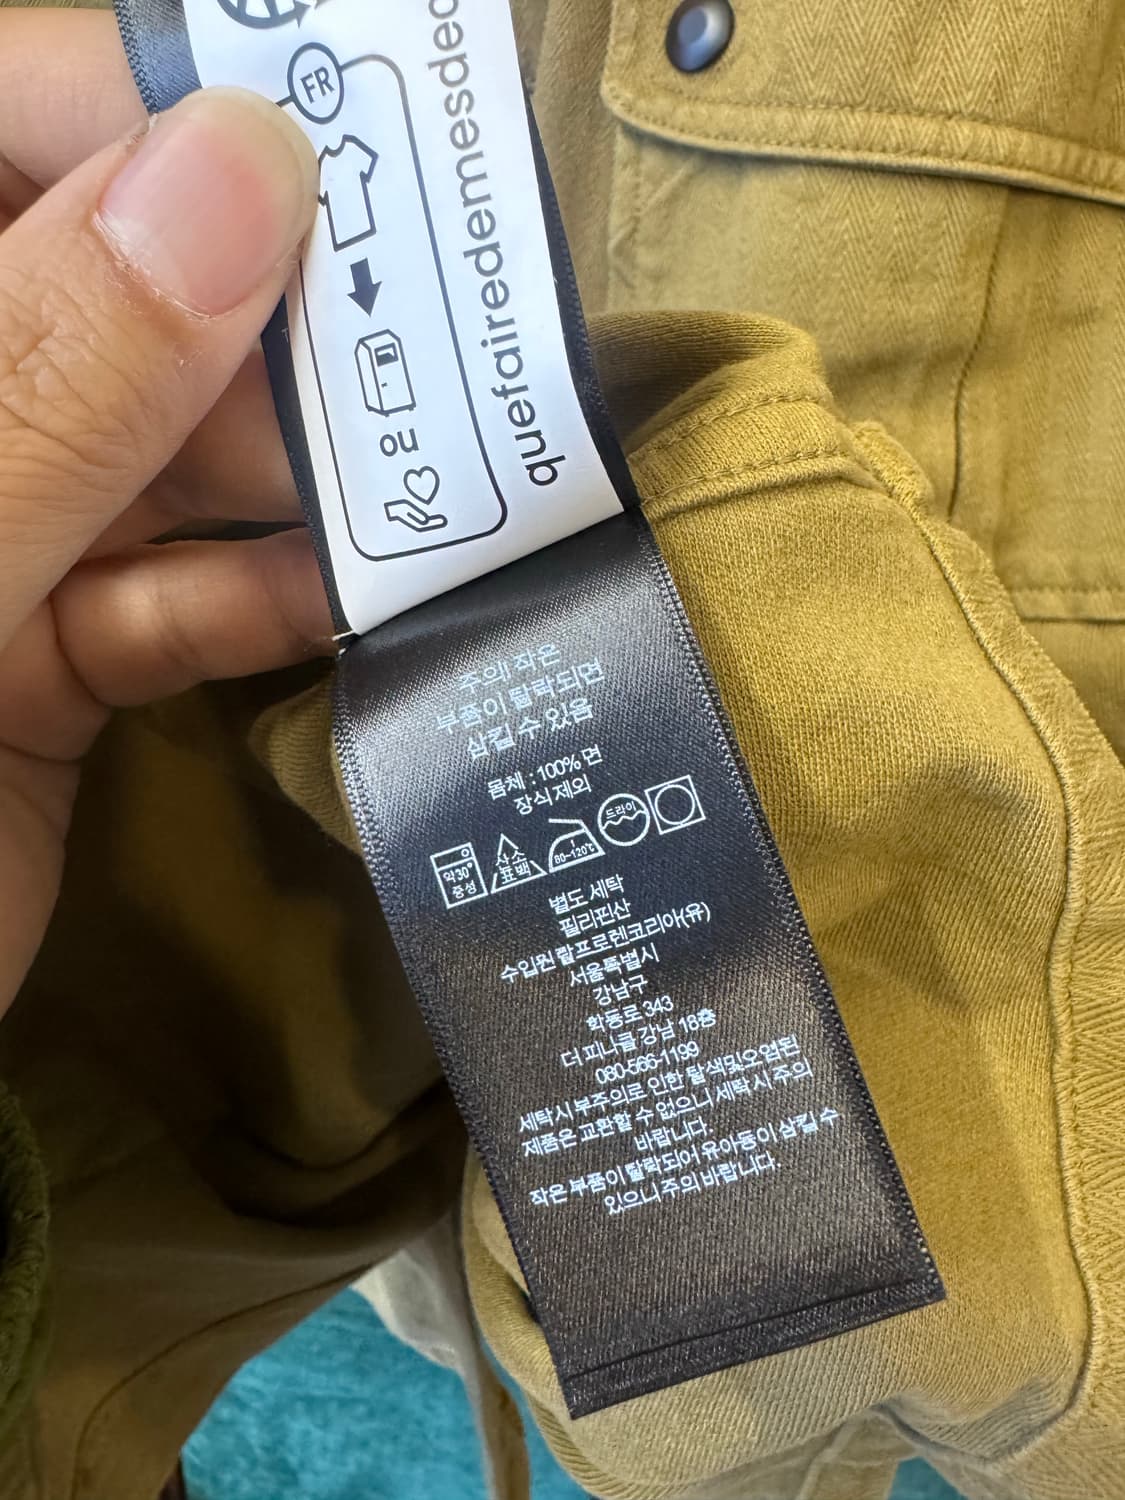 FR
ou
quefairedemesdec
주의! 작은
부품이 탈락되면
삼킬 수 있음
몸체 : 100% 면
장식 제외
약30° 중성
산소 표백
80~120℃
드라이
별도 세탁
필리핀산
수입원:랄프로렌코리아(유)
서울특별시
강남구
학동로 343
더 피나클 강남 18층
080-566-1199
세탁시 부주의로 인한 탈색및오염된
제품은 교환할 수 없으니 세탁 시 주의
바랍니다.
작은 부품이 탈락되어 유아동이 삼킬 수
있으니 주의 바랍니다.